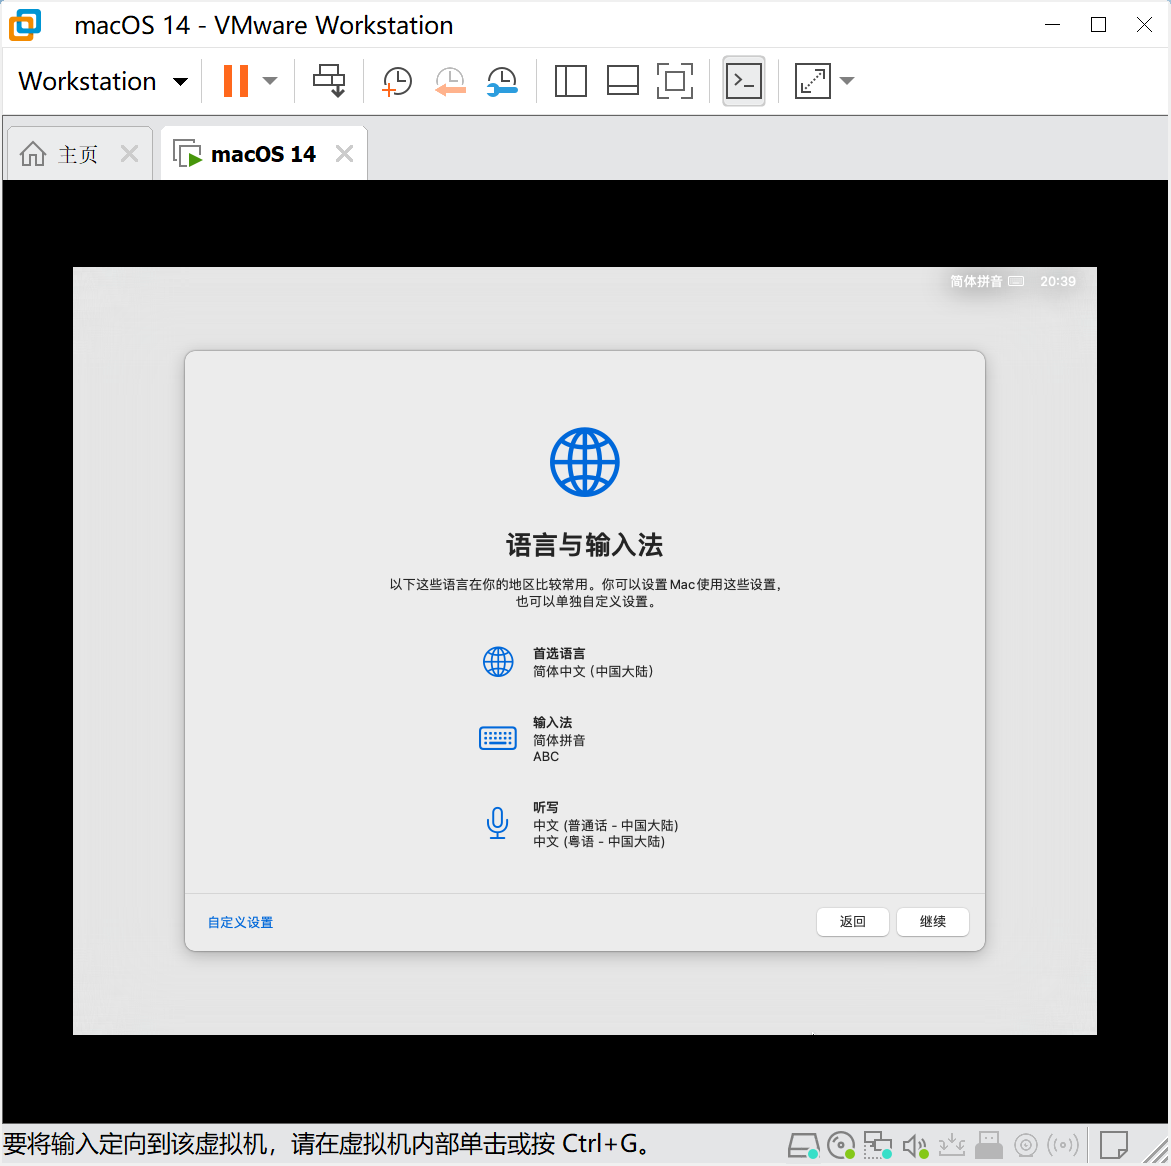 macOS 14 - VMware Workstation
Workstation
主页
macOS 14
简体拼音 20:39
语言与输入法
以下这些语言在你的地区比较常用。你可以设置 Mac 使用这些设置，
也可以单独自定义设置。
首选语言
简体中文 (中国大陆)
输入法
简体拼音
ABC
听写
中文 (普通话 - 中国大陆)
中文 (粤语 - 中国大陆)
自定义设置
返回
继续
要将输入定向到该虚拟机，请在虚拟机内部单击或按 Ctrl+G。